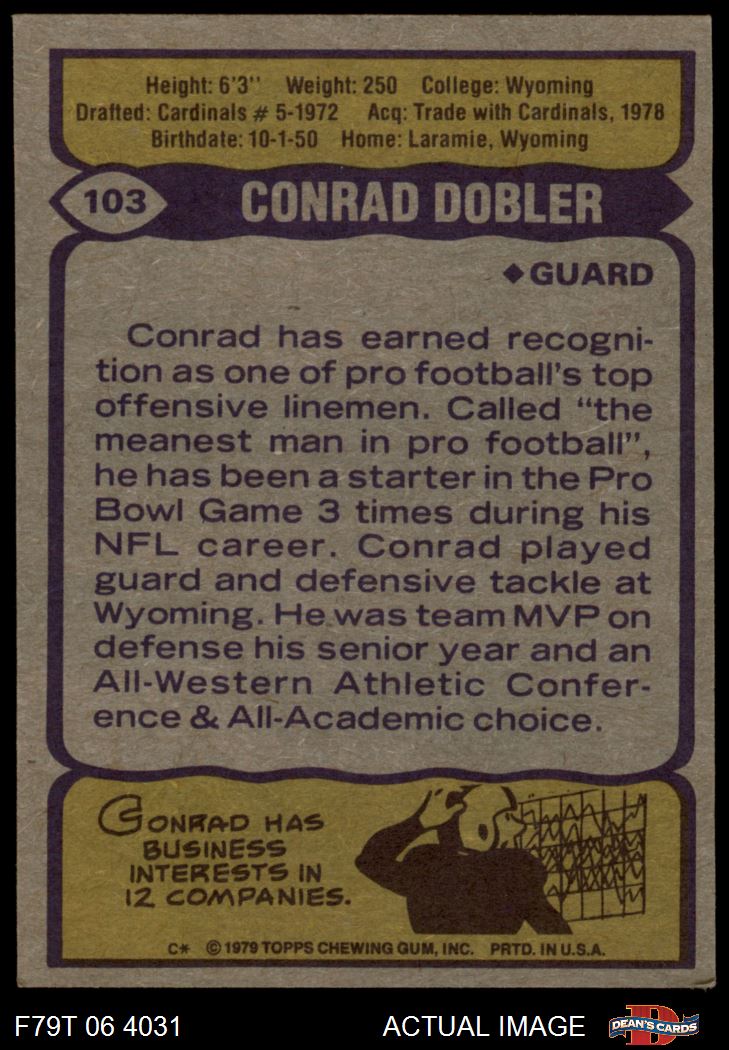 Height: 6'3'' Weight: 250 College: Wyoming
Drafted: Cardinals # 5-1972 Acq: Trade with Cardinals, 1978
Birthdate: 10-1-50 Home: Laramie, Wyoming
103 CONRAD DOBLER
◆GUARD
Conrad has earned recogni-
tion as one of pro football's top
offensive linemen. Called "the
meanest man in pro football",
he has been a starter in the Pro
Bowl Game 3 times during his
NFL career. Conrad played
guard and defensive tackle at
Wyoming. He was team MVP on
defense his senior year and an
All-Western Athletic Confer-
ence & All-Academic choice.
CONRAD HAS
BUSINESS
INTERESTS IN
12 COMPANIES.
C* © 1979 TOPPS CHEWING GUM, INC. PRTD. IN U.S.A.
F79T 06 4031 ACTUAL IMAGE D DEAN'S CARDS